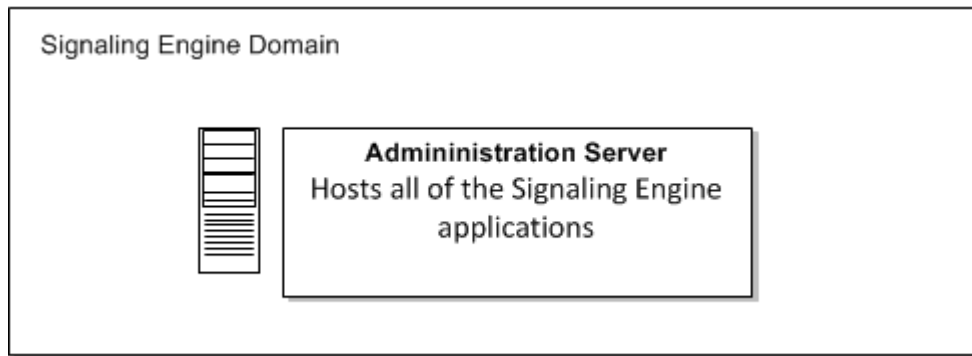 Signaling Engine Domain
Admininistration Server
Hosts all of the Signaling Engine
applications